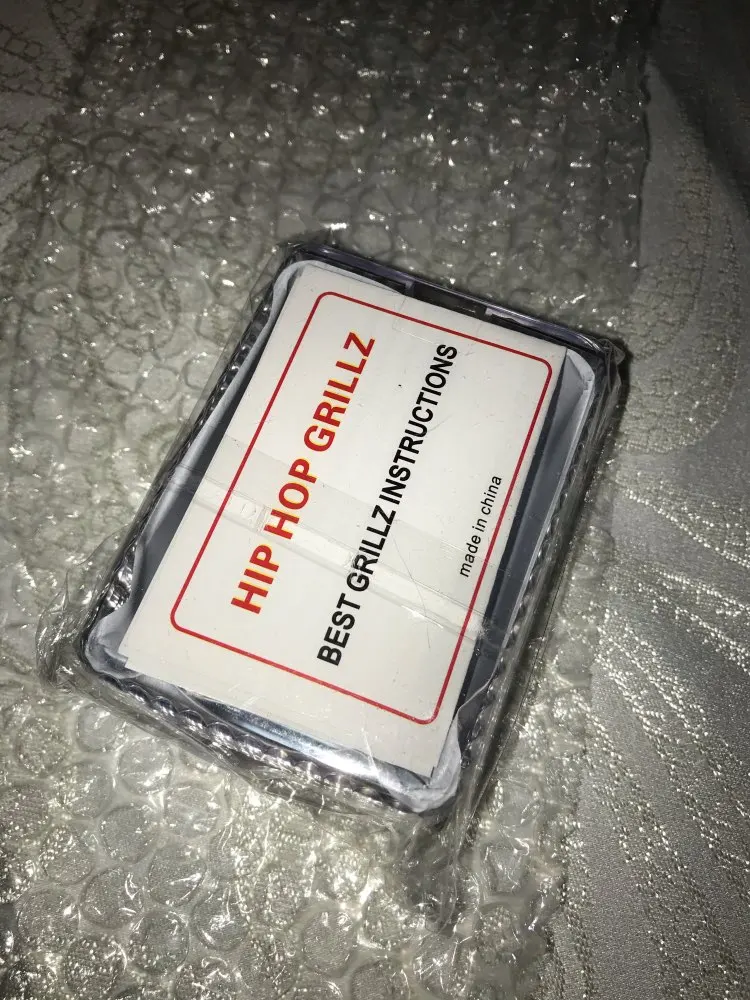 HIP HOP GRILLZ
BEST GRILLZ INSTRUCTIONS
made in china